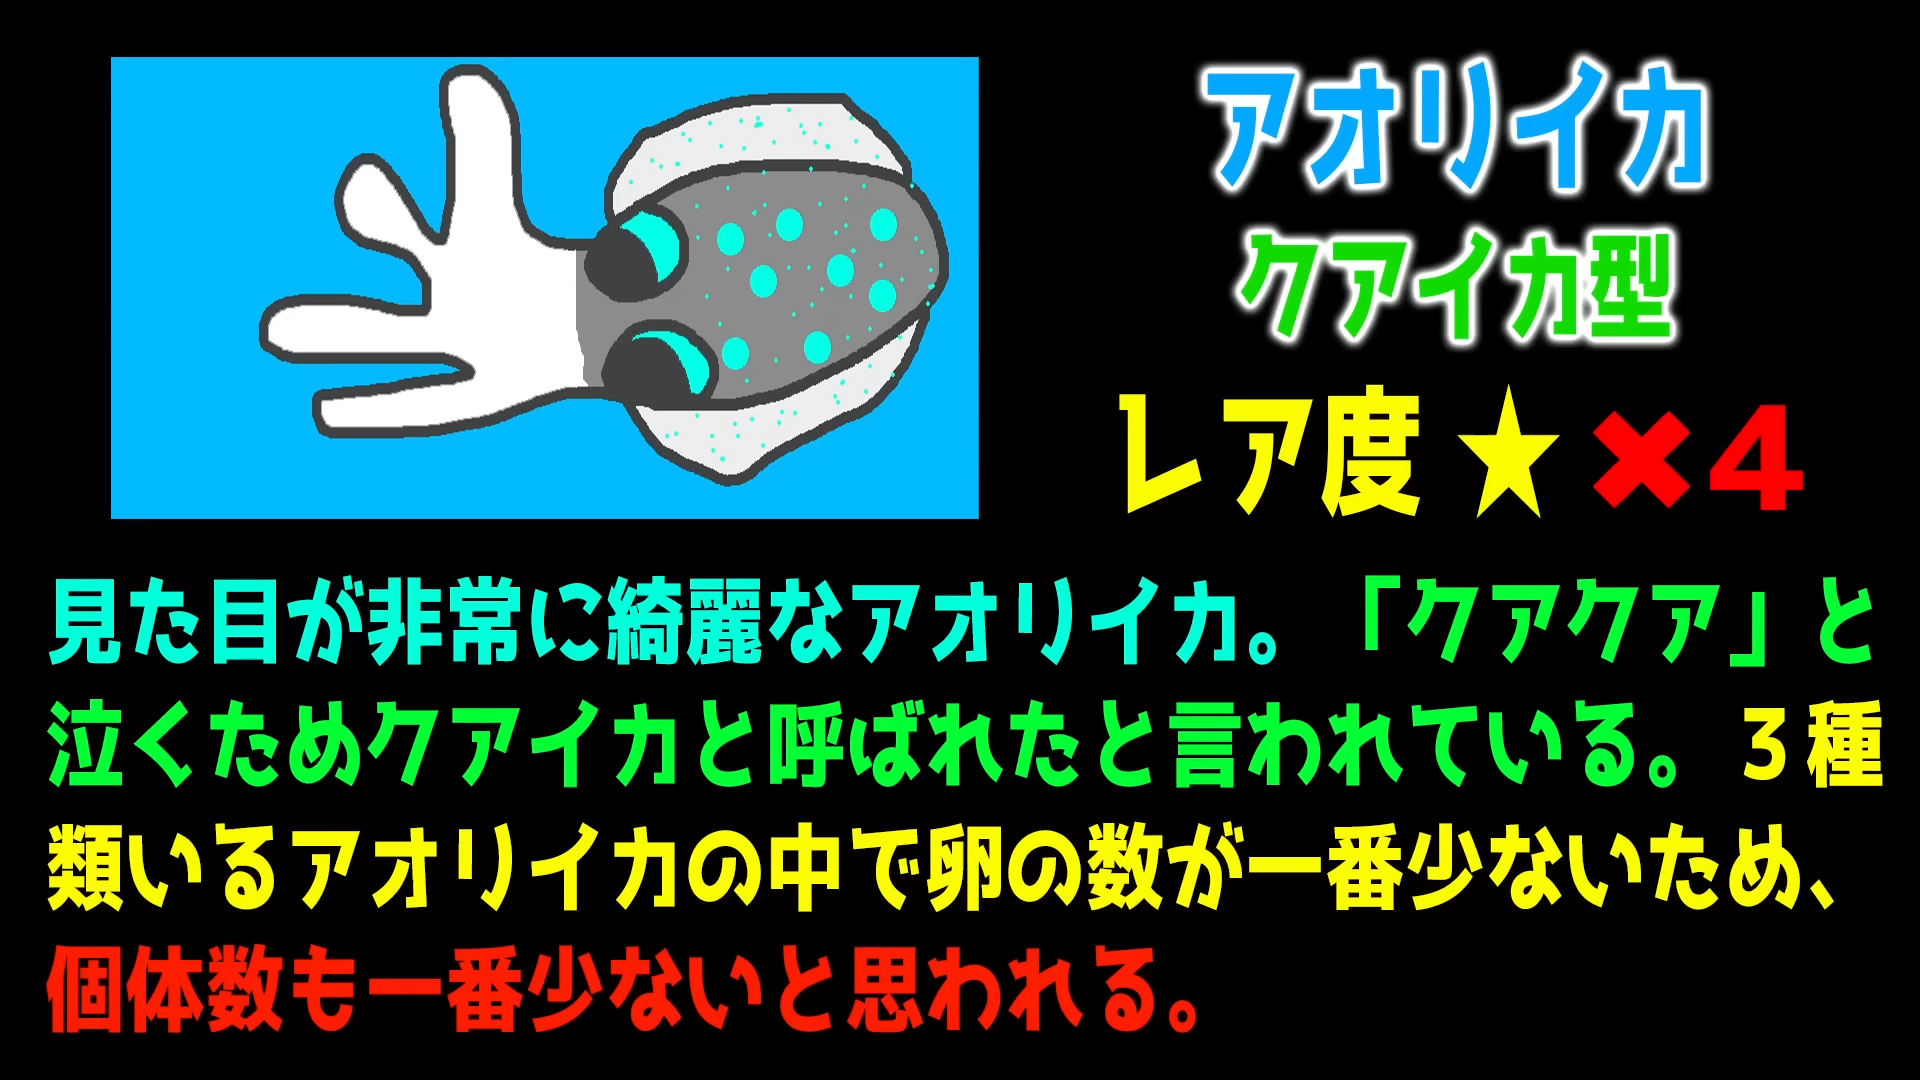 アオリイカ
クアイカ型
レア度★×4
見た目が非常に綺麗なアオリイカ。「クアクア」と
泣くためクアイカと呼ばれたと言われている。３種
類いるアオリイカの中で卵の数が一番少ないため、
個体数も一番少ないと思われる。